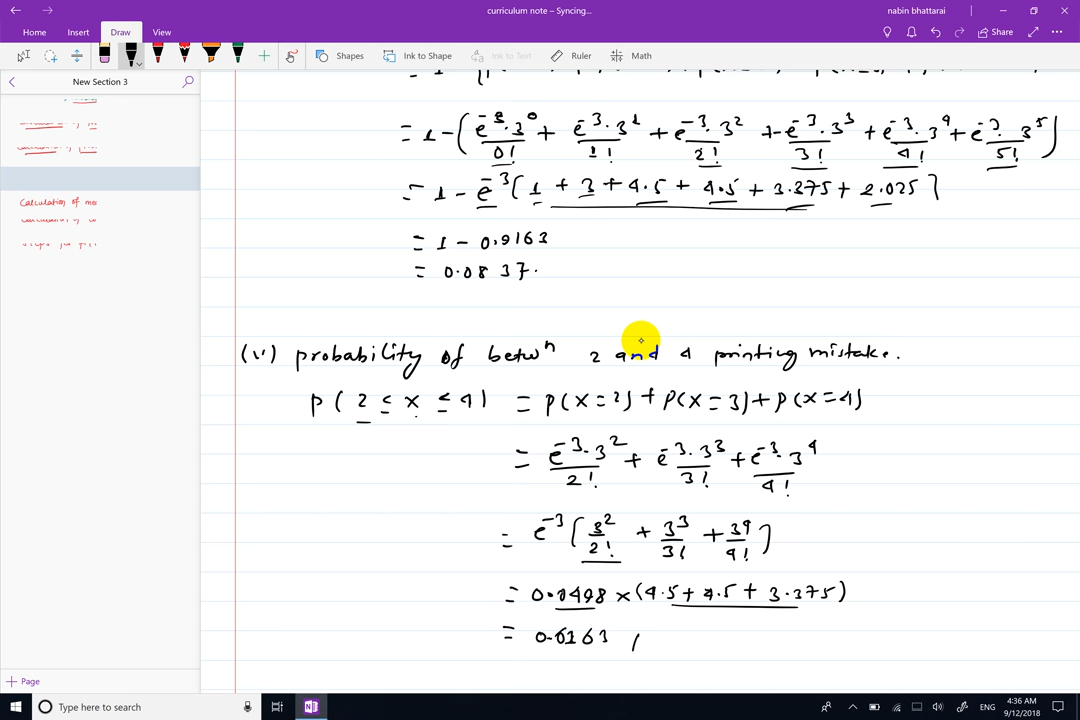 curriculum note – Syncing...
nabin bhattarai
Home Insert Draw View
Share
Shapes Ink to Shape Ink to Text Ruler Math
New Section 3
= 1 - (e⁻³·3⁰/0! + e⁻³·3¹/1! + e⁻³·3²/2! + e⁻³·3³/3! + e⁻³·3⁴/4! + e⁻³·3⁵/5!)
= 1 - e⁻³(1 + 3 + 4.5 + 4.5 + 3.375 + 2.025)
Calculation of
= 1 - 0.9163
= 0.0837.
(v) probability of betwⁿ 2 and 4 printing mistake.
P(2 ≤ x ≤ 4) = P(X=2) + P(X=3) + P(X=4)
= e⁻³·3²/2! + e⁻³·3³/3! + e⁻³·3⁴/4!
= e⁻³[3²/2! + 3³/3! + 3⁴/4!]
= 0.0498 × (4.5 + 4.5 + 3.375)
= 0.6163
+ Page
Type here to search
ENG
4:36 AM
9/12/2018